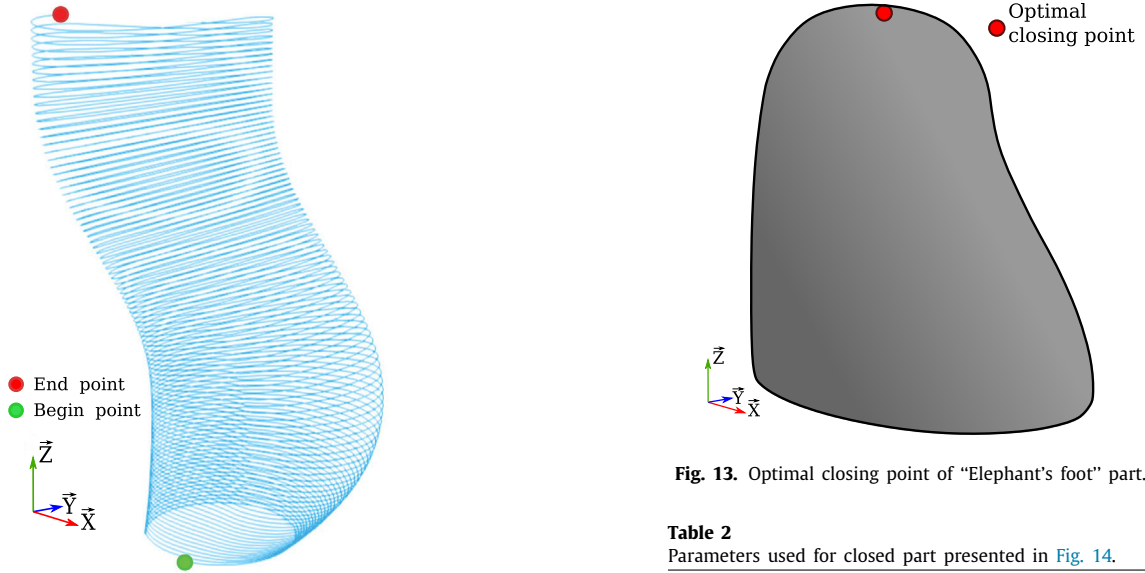 End point
Begin point
Z
Y
X
Optimal
closing point
Z
Y
X
Fig. 13. Optimal closing point of “Elephant’s foot” part.
Table 2
Parameters used for closed part presented in Fig. 14.